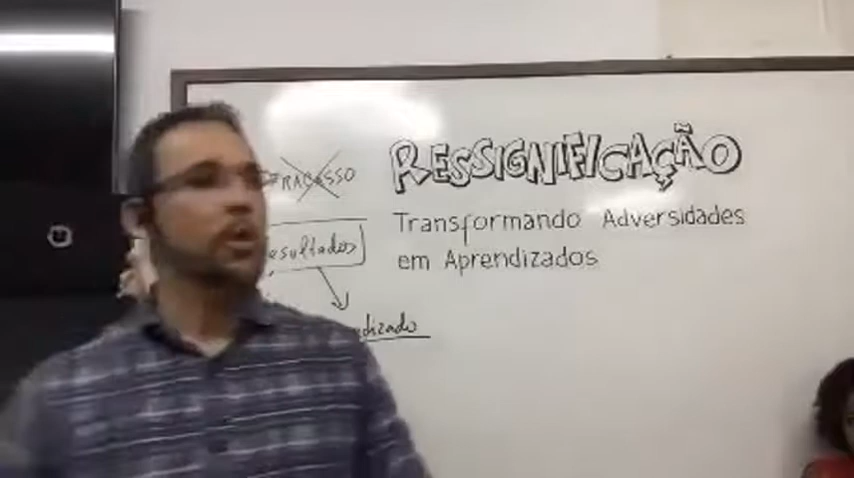 FRACASSO
RESSIGNIFICAÇÃO
Transformando Adversidades
em Aprendizados